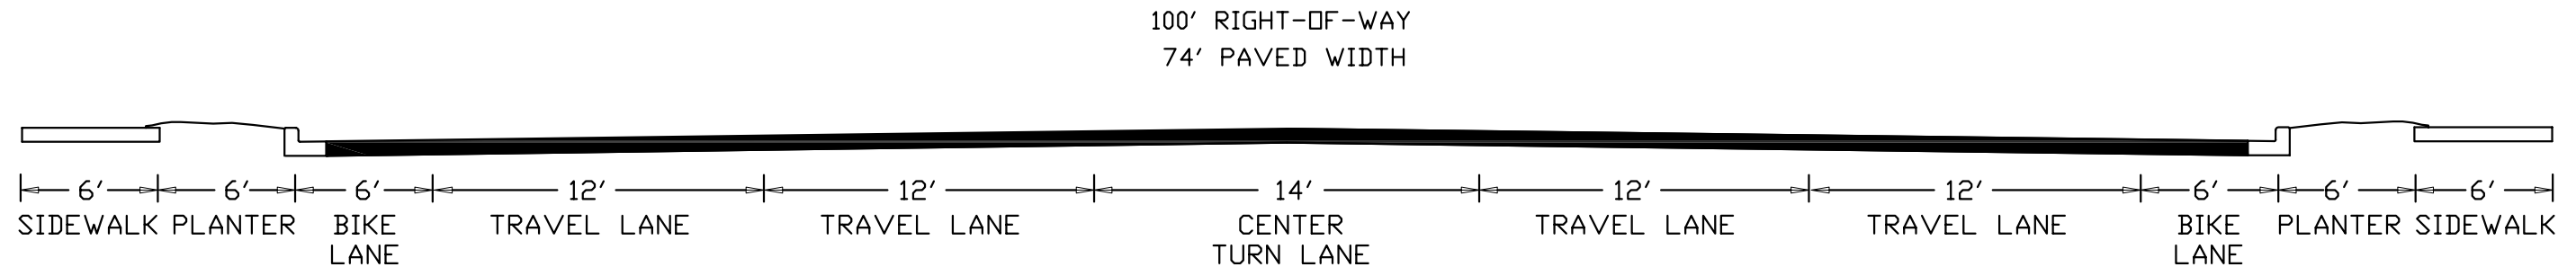 100' RIGHT-OF-WAY
74' PAVED WIDTH
6' 6' 6' 12' 12' 14' 12' 12' 6' 6' 6'
SIDEWALK PLANTER BIKE TRAVEL LANE TRAVEL LANE CENTER TRAVEL LANE TRAVEL LANE BIKE PLANTER SIDEWALK
LANE TURN LANE LANE